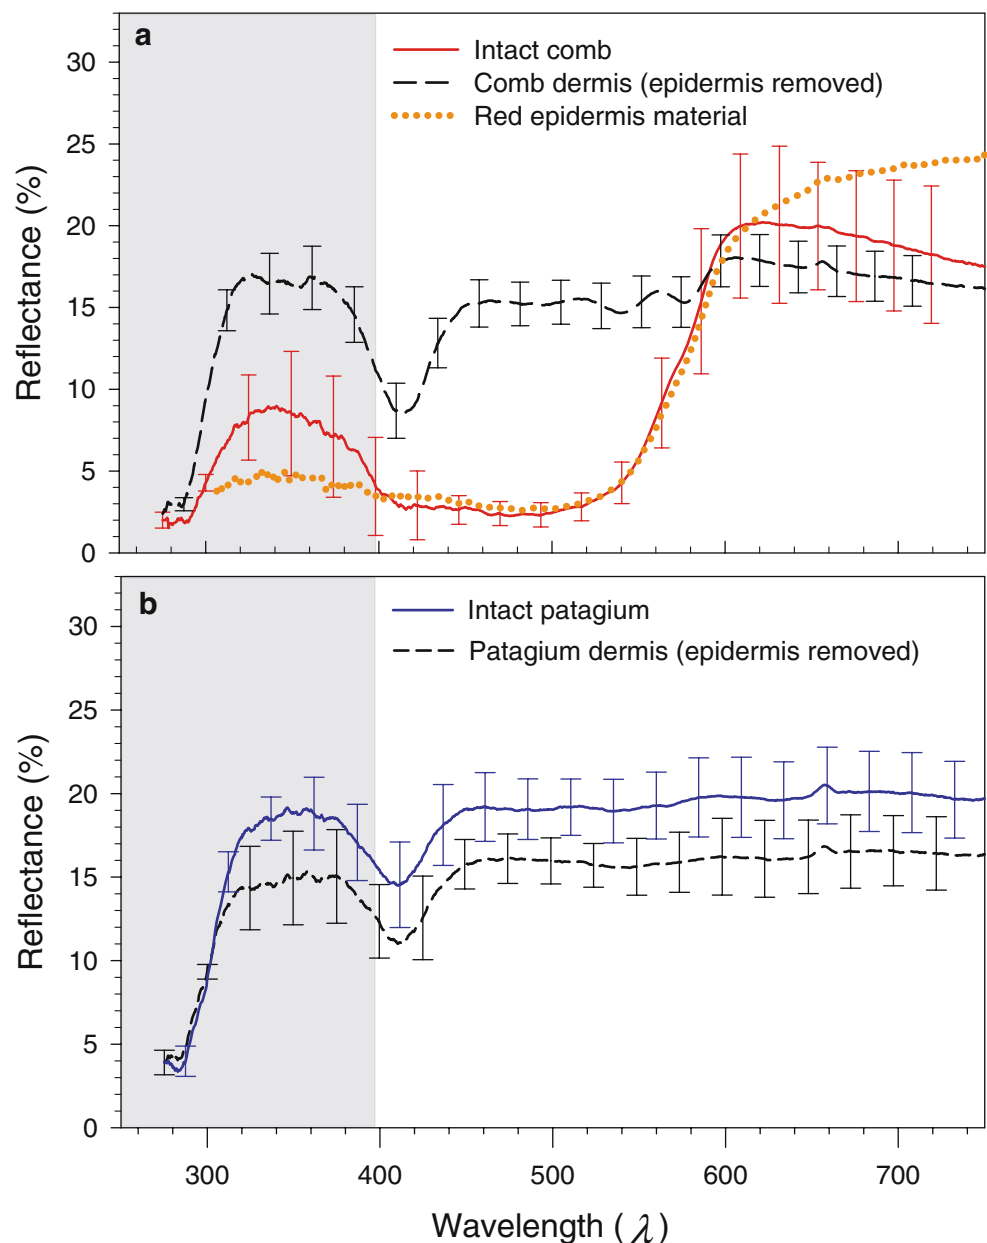 a
Intact comb
Comb dermis (epidermis removed)
Red epidermis material
Reflectance (%)
30
25
20
15
10
5
0
b
Intact patagium
Patagium dermis (epidermis removed)
Reflectance (%)
30
25
20
15
10
5
0
300 400 500 600 700
Wavelength (λ)